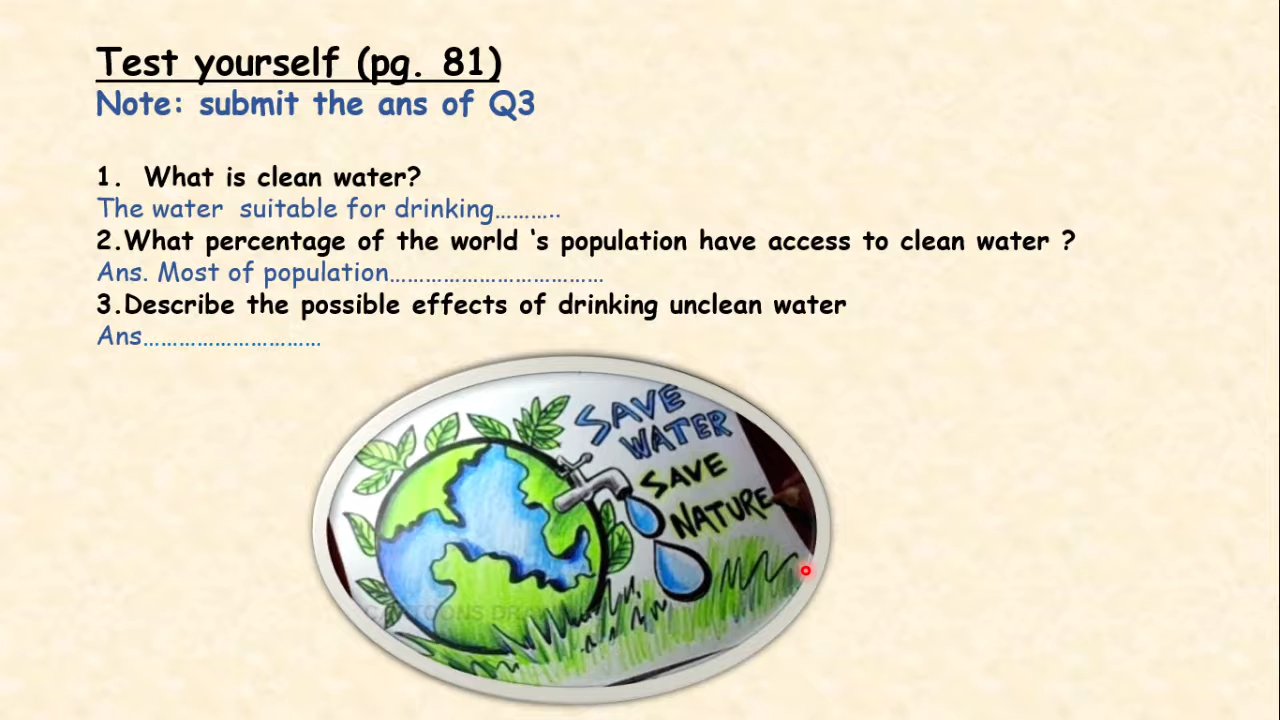 Test yourself (pg. 81)
Note: submit the ans of Q3
1. What is clean water?
The water suitable for drinking………..
2.What percentage of the world ‘s population have access to clean water ?
Ans. Most of population………………………………
3.Describe the possible effects of drinking unclean water
Ans…………………………
SAVE
WATER
SAVE
NATURE